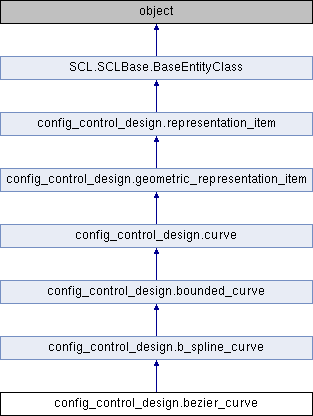 object
SCL.SCLBase.BaseEntityClass
config_control_design.representation_item
config_control_design.geometric_representation_item
config_control_design.curve
config_control_design.bounded_curve
config_control_design.b_spline_curve
config_control_design.bezier_curve